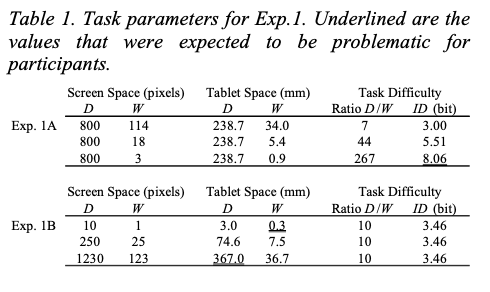 Table 1. Task parameters for Exp.1. Underlined are the
values that were expected to be problematic for
participants.
Screen Space (pixels) Tablet Space (mm) Task Difficulty
D W D W Ratio D/W ID (bit)
Exp. 1A 800 114 238.7 34.0 7 3.00
800 18 238.7 5.4 44 5.51
800 3 238.7 0.9 267 8.06
Screen Space (pixels) Tablet Space (mm) Task Difficulty
D W D W Ratio D/W ID (bit)
Exp. 1B 10 1 3.0 0.3 10 3.46
250 25 74.6 7.5 10 3.46
1230 123 367.0 36.7 10 3.46